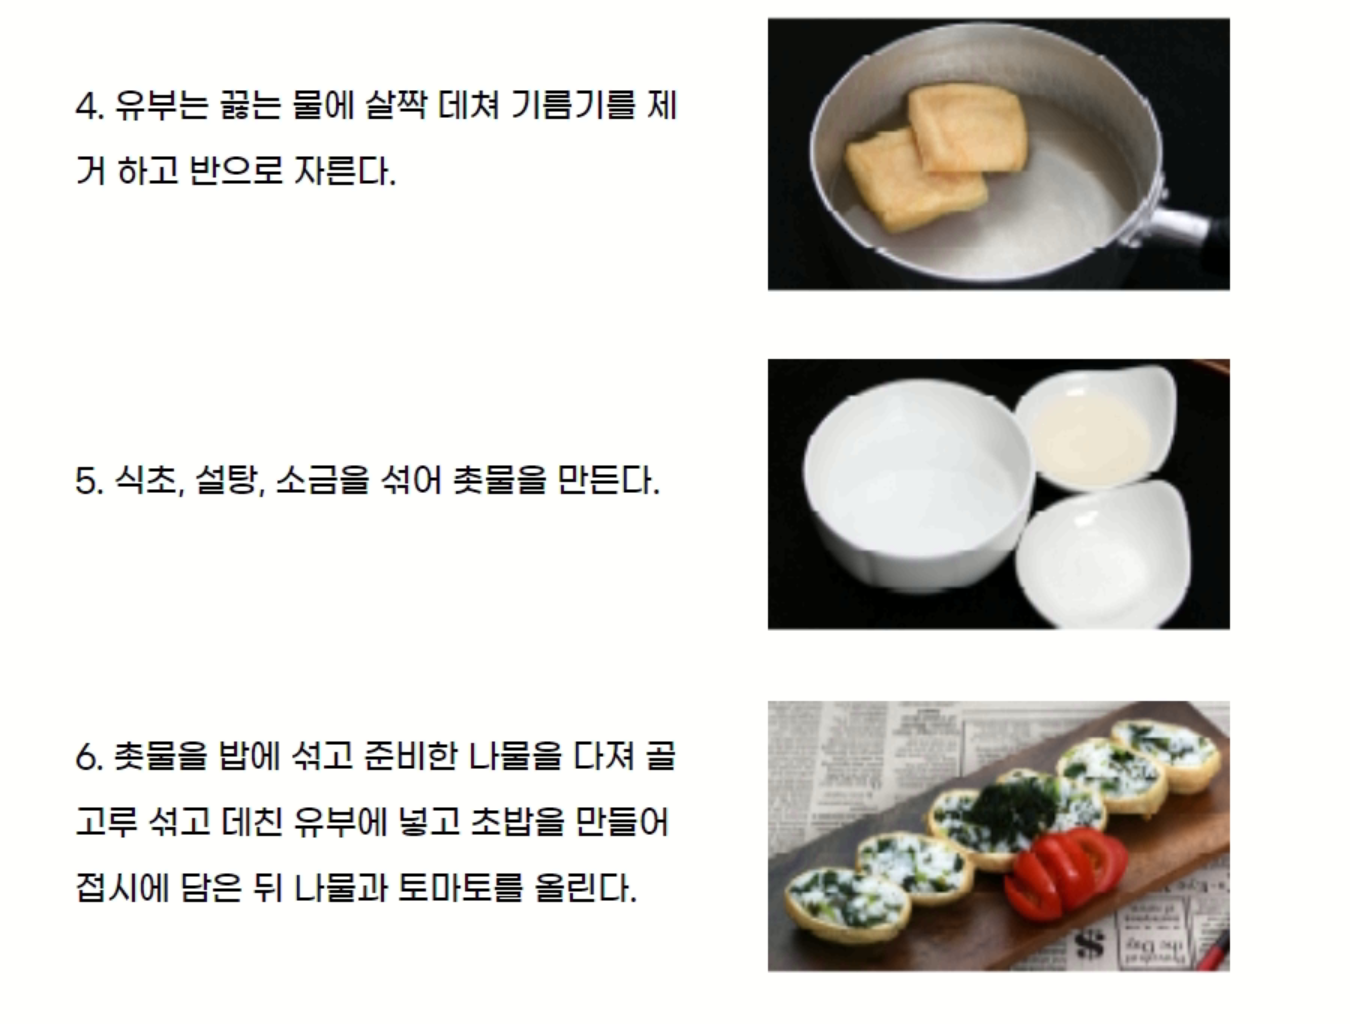 4. 유부는 끓는 물에 살짝 데쳐 기름기를 제
거 하고 반으로 자른다.
5. 식초, 설탕, 소금을 섞어 촛물을 만든다.
6. 촛물을 밥에 섞고 준비한 나물을 다져 골
고루 섞고 데친 유부에 넣고 초밥을 만들어
접시에 담은 뒤 나물과 토마토를 올린다.